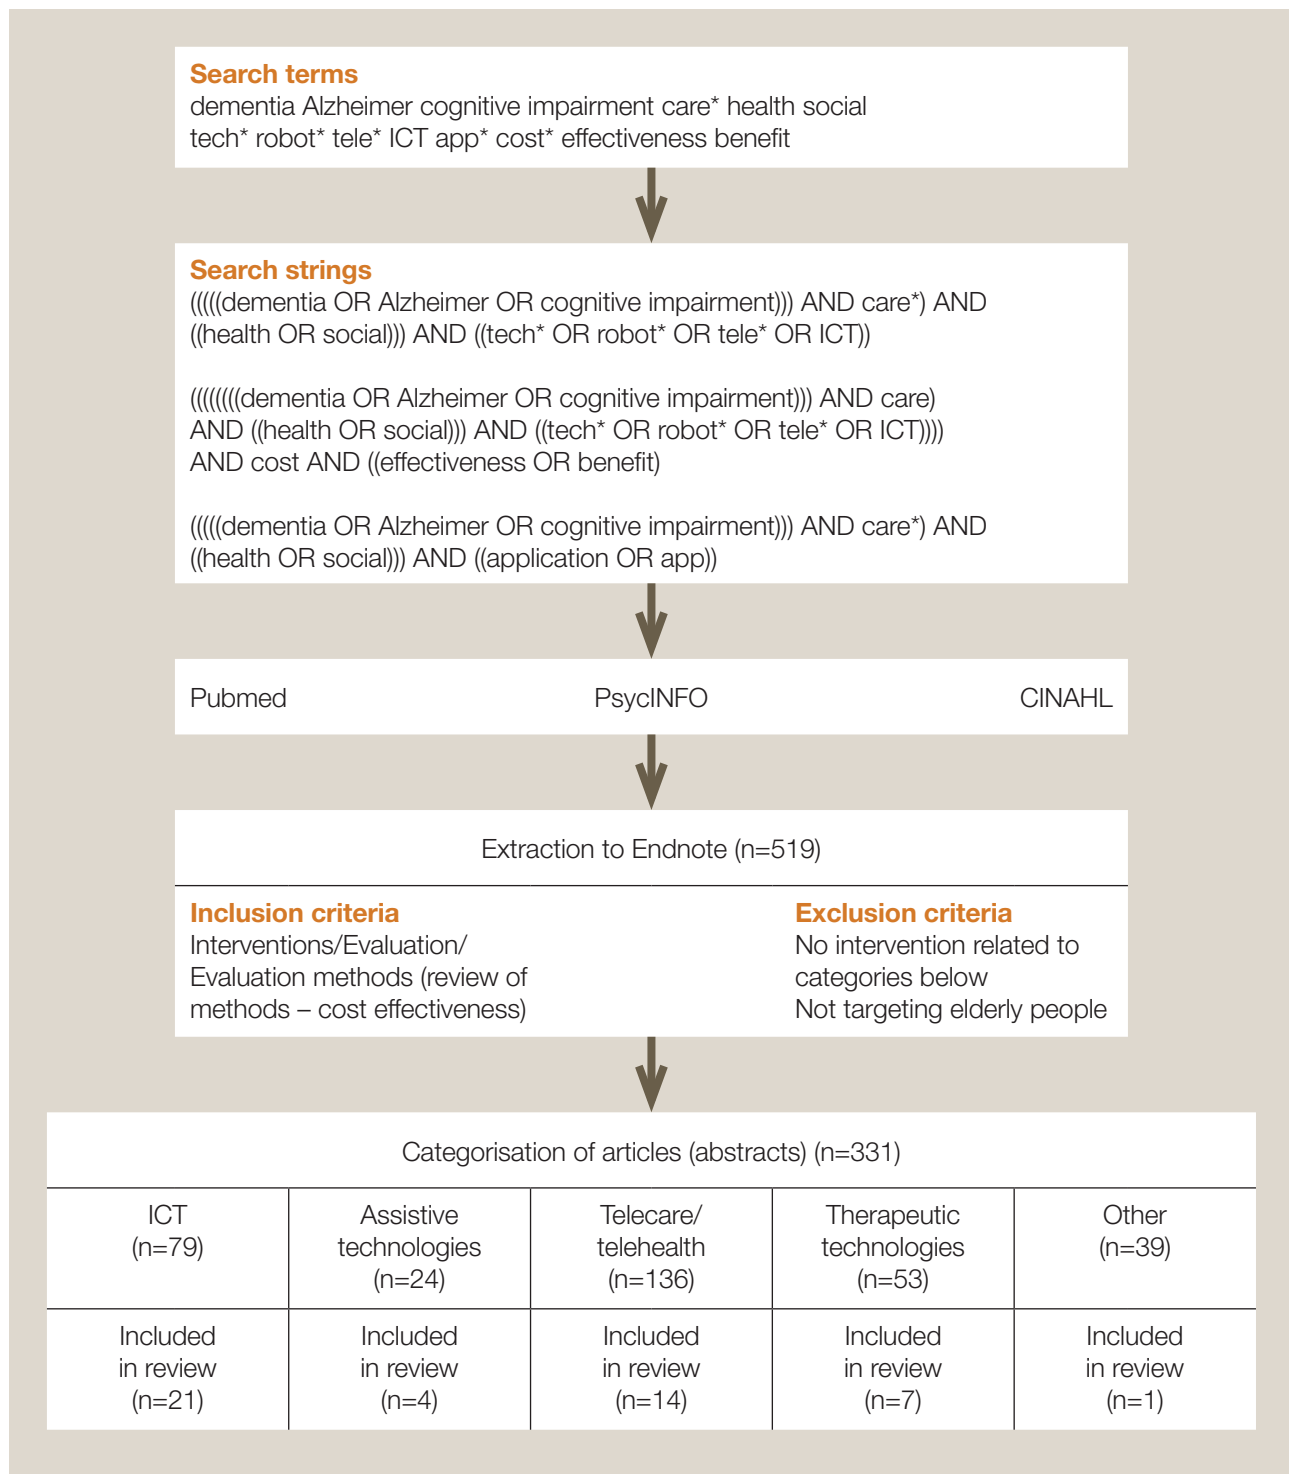 Search terms
dementia Alzheimer cognitive impairment care* health social
tech* robot* tele* ICT app* cost* effectiveness benefit
Search strings
(((((dementia OR Alzheimer OR cognitive impairment))) AND care*) AND
((health OR social))) AND ((tech* OR robot* OR tele* OR ICT))
((((((((dementia OR Alzheimer OR cognitive impairment))) AND care)
AND ((health OR social))) AND ((tech* OR robot* OR tele* OR ICT))))
AND cost AND ((effectiveness OR benefit)
(((((dementia OR Alzheimer OR cognitive impairment))) AND care*) AND
((health OR social))) AND ((application OR app))
Pubmed PsycINFO CINAHL
Extraction to Endnote (n=519)
Inclusion criteria
Interventions/Evaluation/
Evaluation methods (review of
methods – cost effectiveness)
Exclusion criteria
No intervention related to
categories below
Not targeting elderly people
Categorisation of articles (abstracts) (n=331)
ICT
(n=79)
Assistive
technologies
(n=24)
Telecare/
telehealth
(n=136)
Therapeutic
technologies
(n=53)
Other
(n=39)
Included
in review
(n=21)
Included
in review
(n=4)
Included
in review
(n=14)
Included
in review
(n=7)
Included
in review
(n=1)